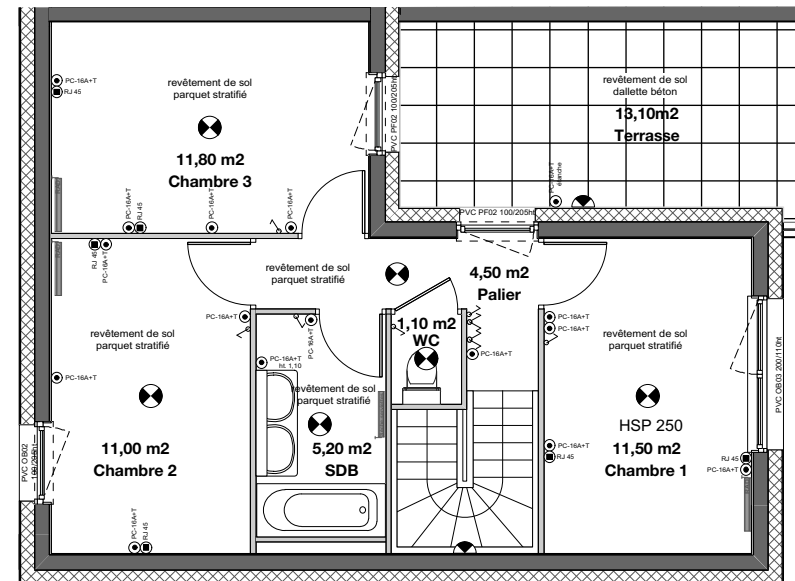 revêtement de sol
parquet stratifié
11,80 m2
Chambre 3
PC-16A+T
RJ 45
PC-16A+T
RJ 45
PC-16A+T
PC-16A+T
PVC PF02 100/205ht
revêtement de sol
dallette béton
13,10m2
Terrasse
PC-16A+T
étanche
PVC PF02 100/205ht
RJ 45
PC-16A+T
revêtement de sol
parquet stratifié
4,50 m2
Palier
PC-16A+T
revêtement de sol
parquet stratifié
PC-16A+T
11,00 m2
Chambre 2
PC-16A+T
RJ 45
PVC OB02
PC-16A+T
PC-16A+T
ht. 1,10
revêtement de sol
parquet stratifié
5,20 m2
SDB
1,10 m2
WC
PC-16A+T
PC-16A+T
PC-16A+T
revêtement de sol
parquet stratifié
HSP 250
11,50 m2
Chambre 1
PC-16A+T
RJ 45
RJ 45
PC-16A+T
PVC OB03 200/110ht